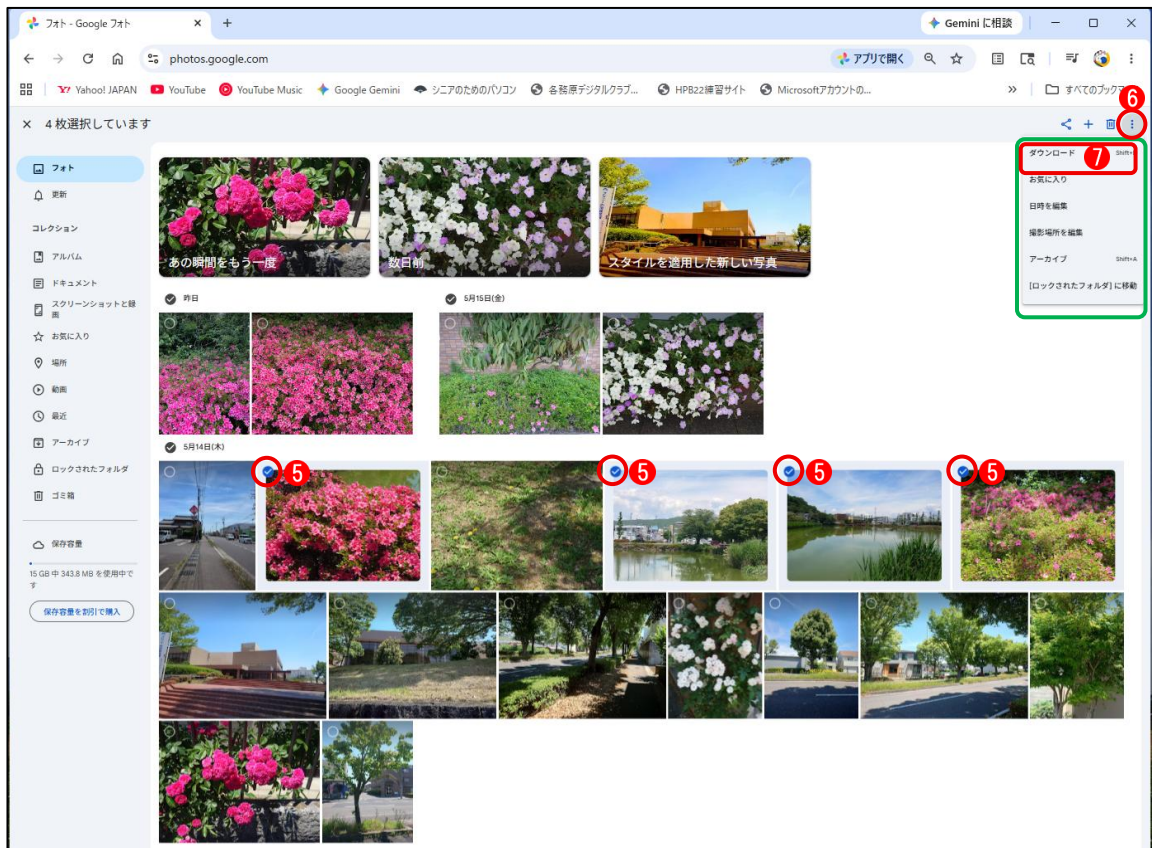 フォト - Google フォト
Gemini に相談
photos.google.com
アプリで開く
Yahoo! JAPAN
YouTube
YouTube Music
Google Gemini
シニアのためのパソコン
各務原デジタルクラブ...
HPB22練習サイト
Microsoftアカウントの...
»
すべてのブックマ
6
4 枚選択しています
フォト
更新
コレクション
アルバム
ドキュメント
スクリーンショットと録
画
お気に入り
場所
動画
最近
アーカイブ
ロックされたフォルダ
ゴミ箱
保存容量
15 GB 中 343.8 MB を使用中で
す
保存容量を割引で購入
あの瞬間をもう一度
数日前
スタイルを適用した新しい写真
ダウンロード
7
Shift+
お気に入り
日時を編集
撮影場所を編集
アーカイブ
Shift+A
[ロックされたフォルダ] に移動
昨日
5月15日(金)
5月14日(木)
5
5
5
5